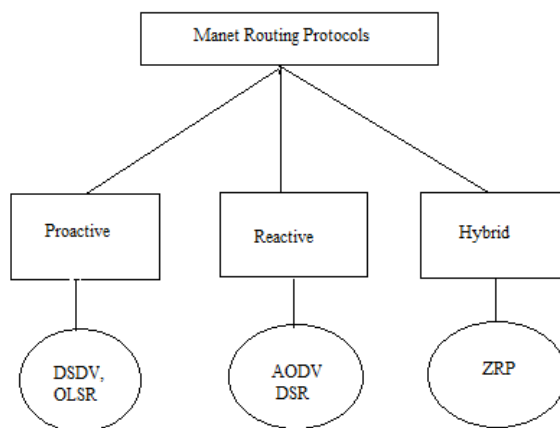 Manet Routing Protocols
Proactive
Reactive
Hybrid
DSDV,
OLSR
AODV
DSR
ZRP